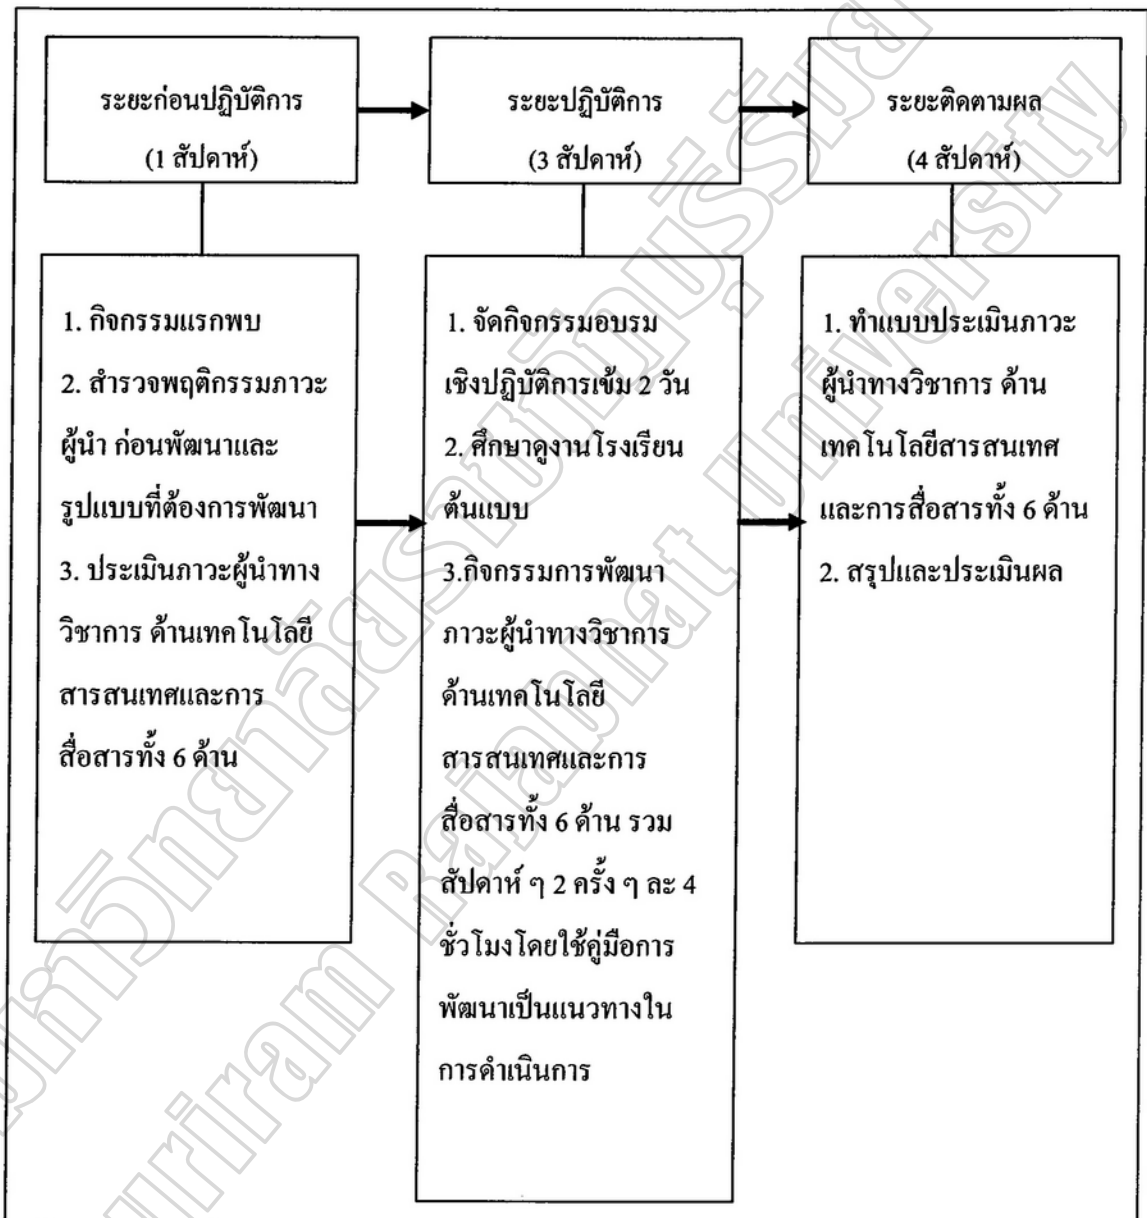 ระยะก่อนปฏิบัติการ
(1 สัปดาห์)
ระยะปฏิบัติการ
(3 สัปดาห์)
ระยะติดตามผล
(4 สัปดาห์)
1. กิจกรรมแรกพบ
2. สำรวจพฤติกรรมภาวะ
ผู้นำ ก่อนพัฒนาและ
รูปแบบที่ต้องการพัฒนา
3. ประเมินภาวะผู้นำทาง
วิชาการ ด้านเทคโนโลยี
สารสนเทศและการ
สื่อสารทั้ง 6 ด้าน
1. จัดกิจกรรมอบรม
เชิงปฏิบัติการเข้ม 2 วัน
2. ศึกษาดูงานโรงเรียน
ต้นแบบ
3.กิจกรรมการพัฒนา
ภาวะผู้นำทางวิชาการ
ด้านเทคโนโลยี
สารสนเทศและการ
สื่อสารทั้ง 6 ด้าน รวม
สัปดาห์ ๆ 2 ครั้ง ๆ ละ 4
ชั่วโมงโดยใช้คู่มือการ
พัฒนาเป็นแนวทางใน
การดำเนินการ
1. ทำแบบประเมินภาวะ
ผู้นำทางวิชาการ ด้าน
เทคโนโลยีสารสนเทศ
และการสื่อสารทั้ง 6 ด้าน
2. สรุปและประเมินผล
มหาวิทยาลัยราชภัฏบุรีรัมย์
Buriram Rajabhat University